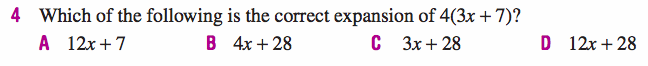 4 Which of the following is the correct expansion of 4(3x + 7)?
A 12x + 7 B 4x + 28 C 3x + 28 D 12x + 28